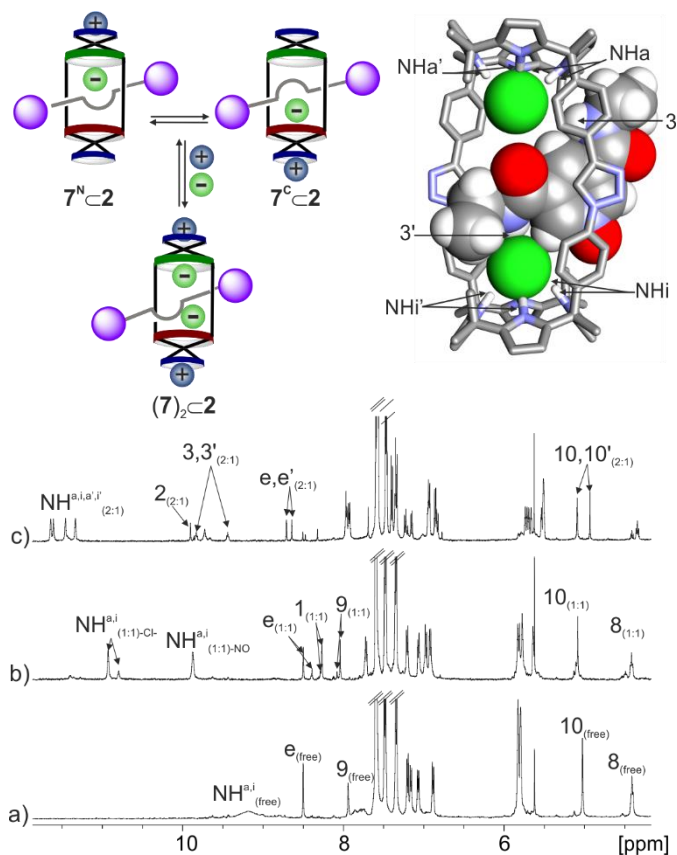 +
−
7ᴺ⊂2
+
−
7ᶜ⊂2
+
−
+
−
−
+
(7)₂⊂2
NHa'
NHa
3
3'
NHi'
NHi
NHᵃ,ⁱ,ᵃ',ⁱ'(2:1)
2(2:1)
3,3'(2:1)
e,e'(2:1)
10,10'(2:1)
c)
NHᵃ,ⁱ(1:1)-Cl-
NHᵃ,ⁱ(1:1)-NO
e(1:1)
1(1:1)
9(1:1)
10(1:1)
8(1:1)
b)
NHᵃ,ⁱ(free)
e(free)
9(free)
10(free)
8(free)
a)
10 8 6 [ppm]